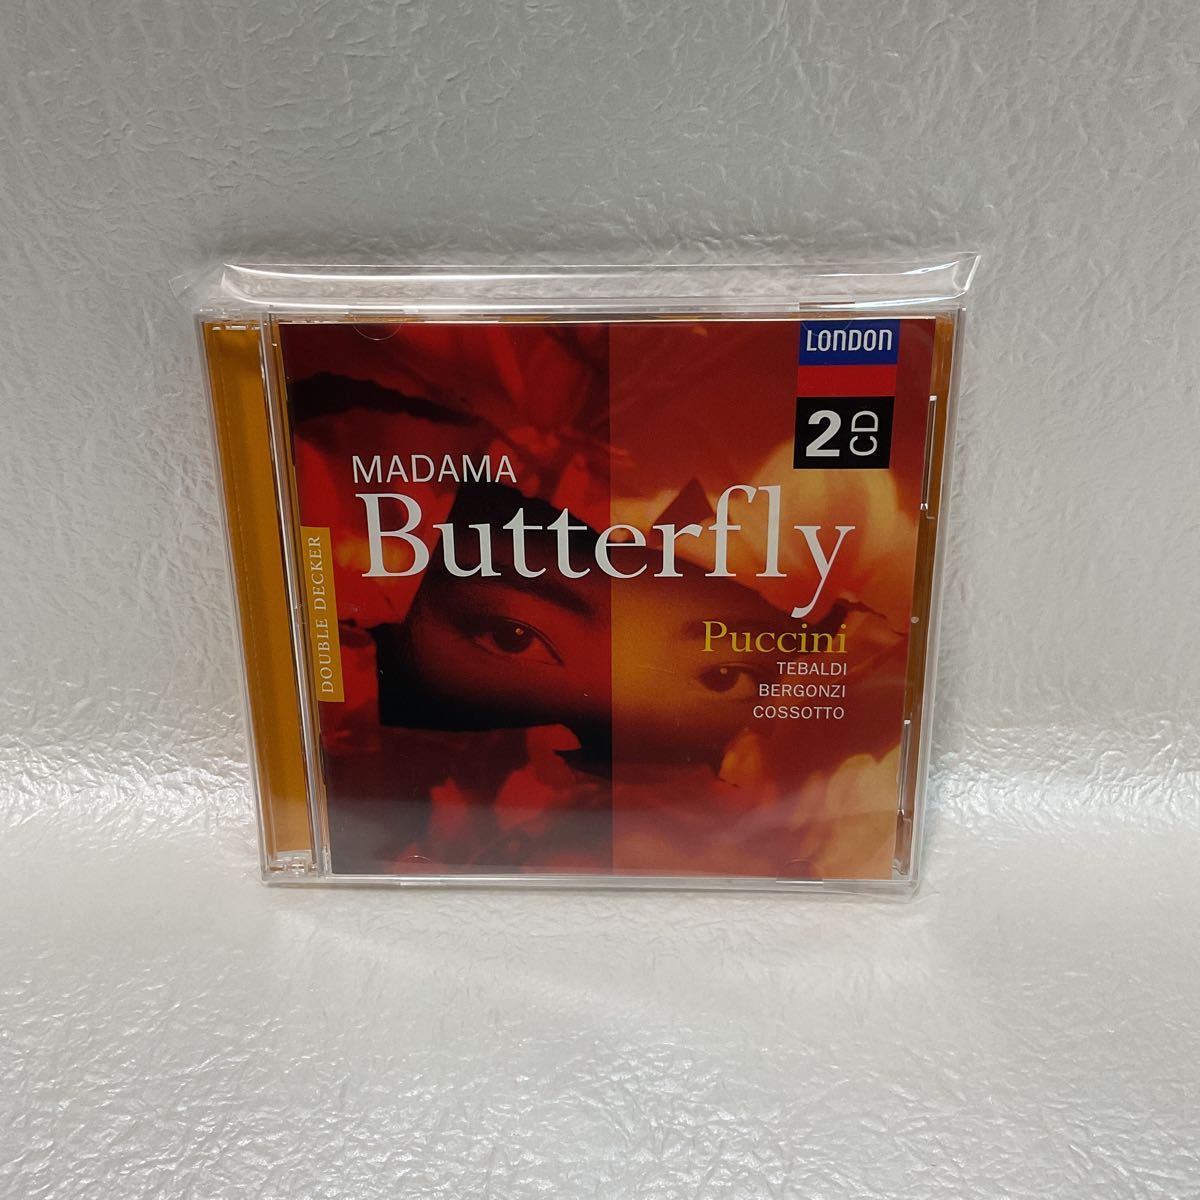 LONDON
2 CD
MADAMA
Butterfly
Puccini
TEBALDI
BERGONZI
COSSOTTO
DOUBLE DECKER